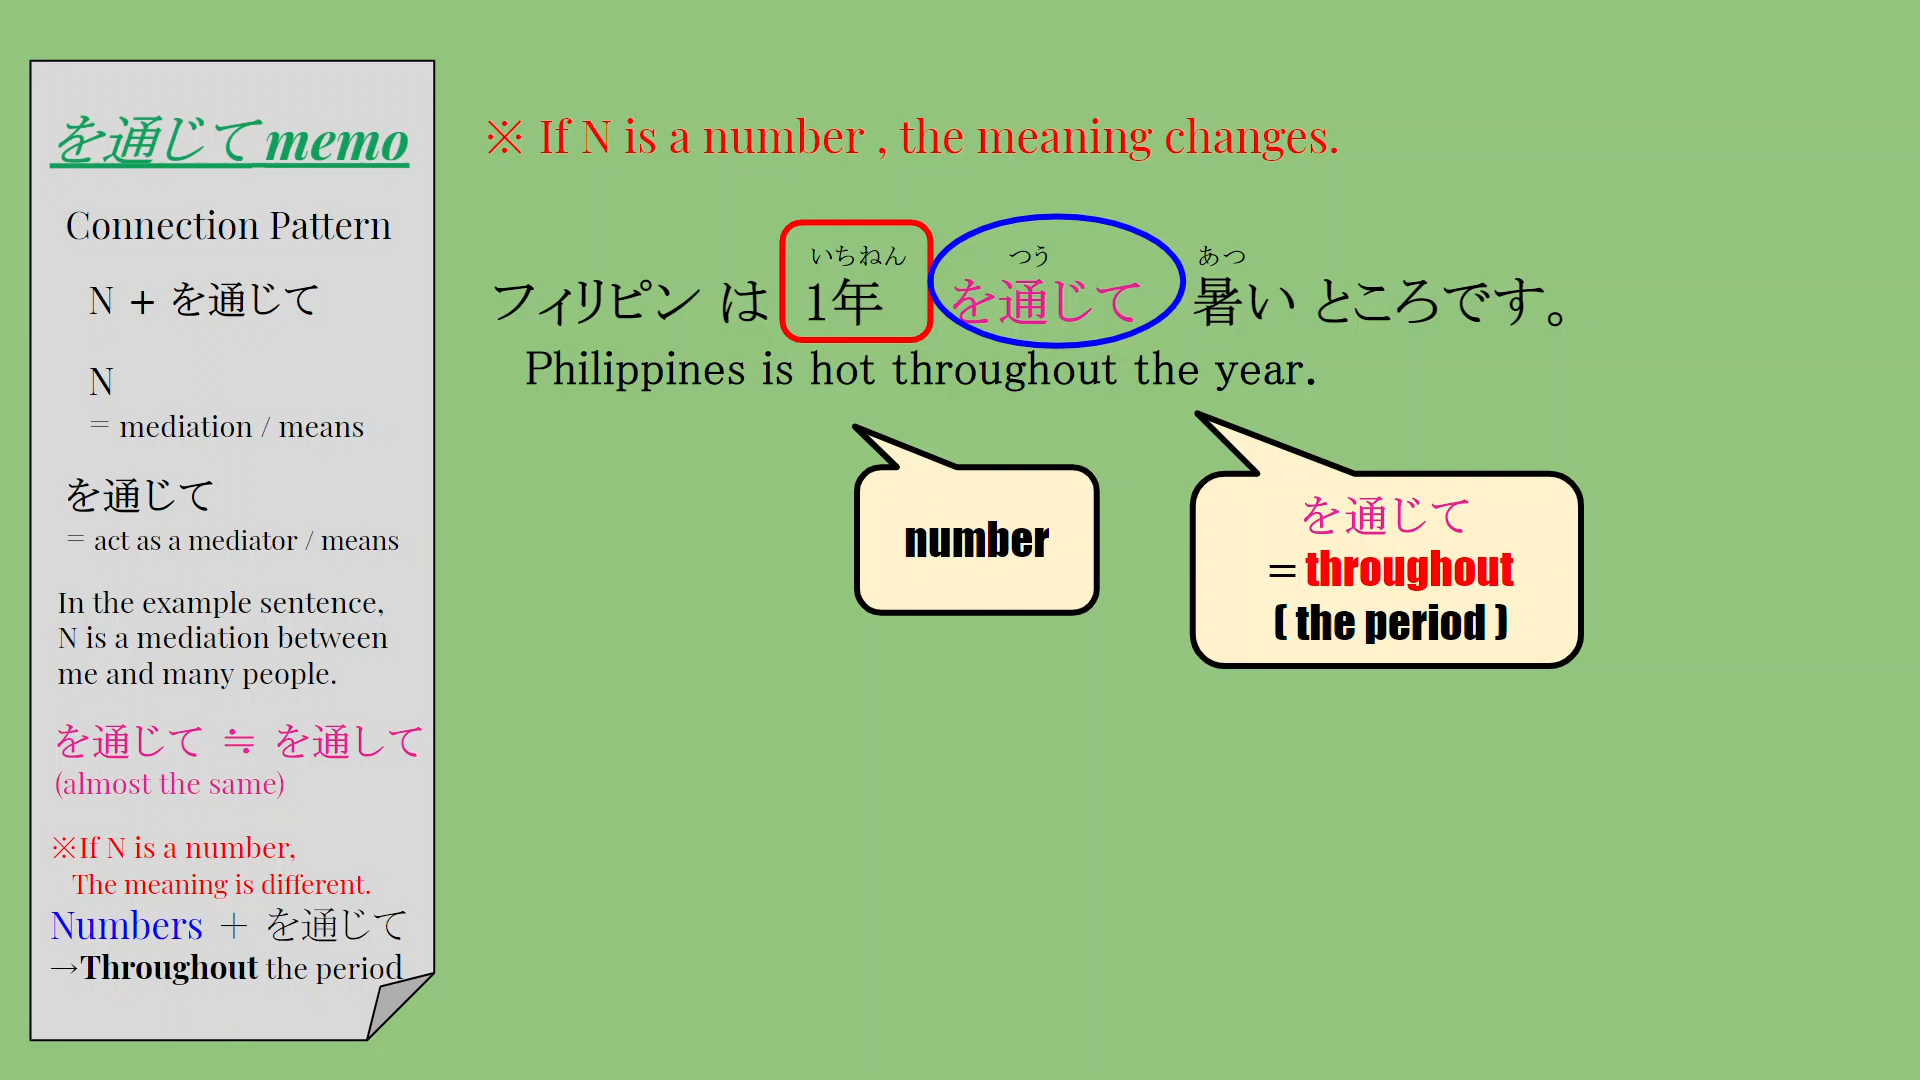 を通じてmemo
Connection Pattern
N + を通じて
N
= mediation / means
を通じて
= act as a mediator / means
In the example sentence,
N is a mediation between
me and many people.
を通じて ≒ を通して
(almost the same)
※If N is a number,
The meaning is different.
Numbers ＋ を通じて
→Throughout the period
※ If N is a number , the meaning changes.
いちねん つう あつ
フィリピン は 1年 を通じて 暑い ところです。
Philippines is hot throughout the year.
number
を通じて
=throughout
( the period )